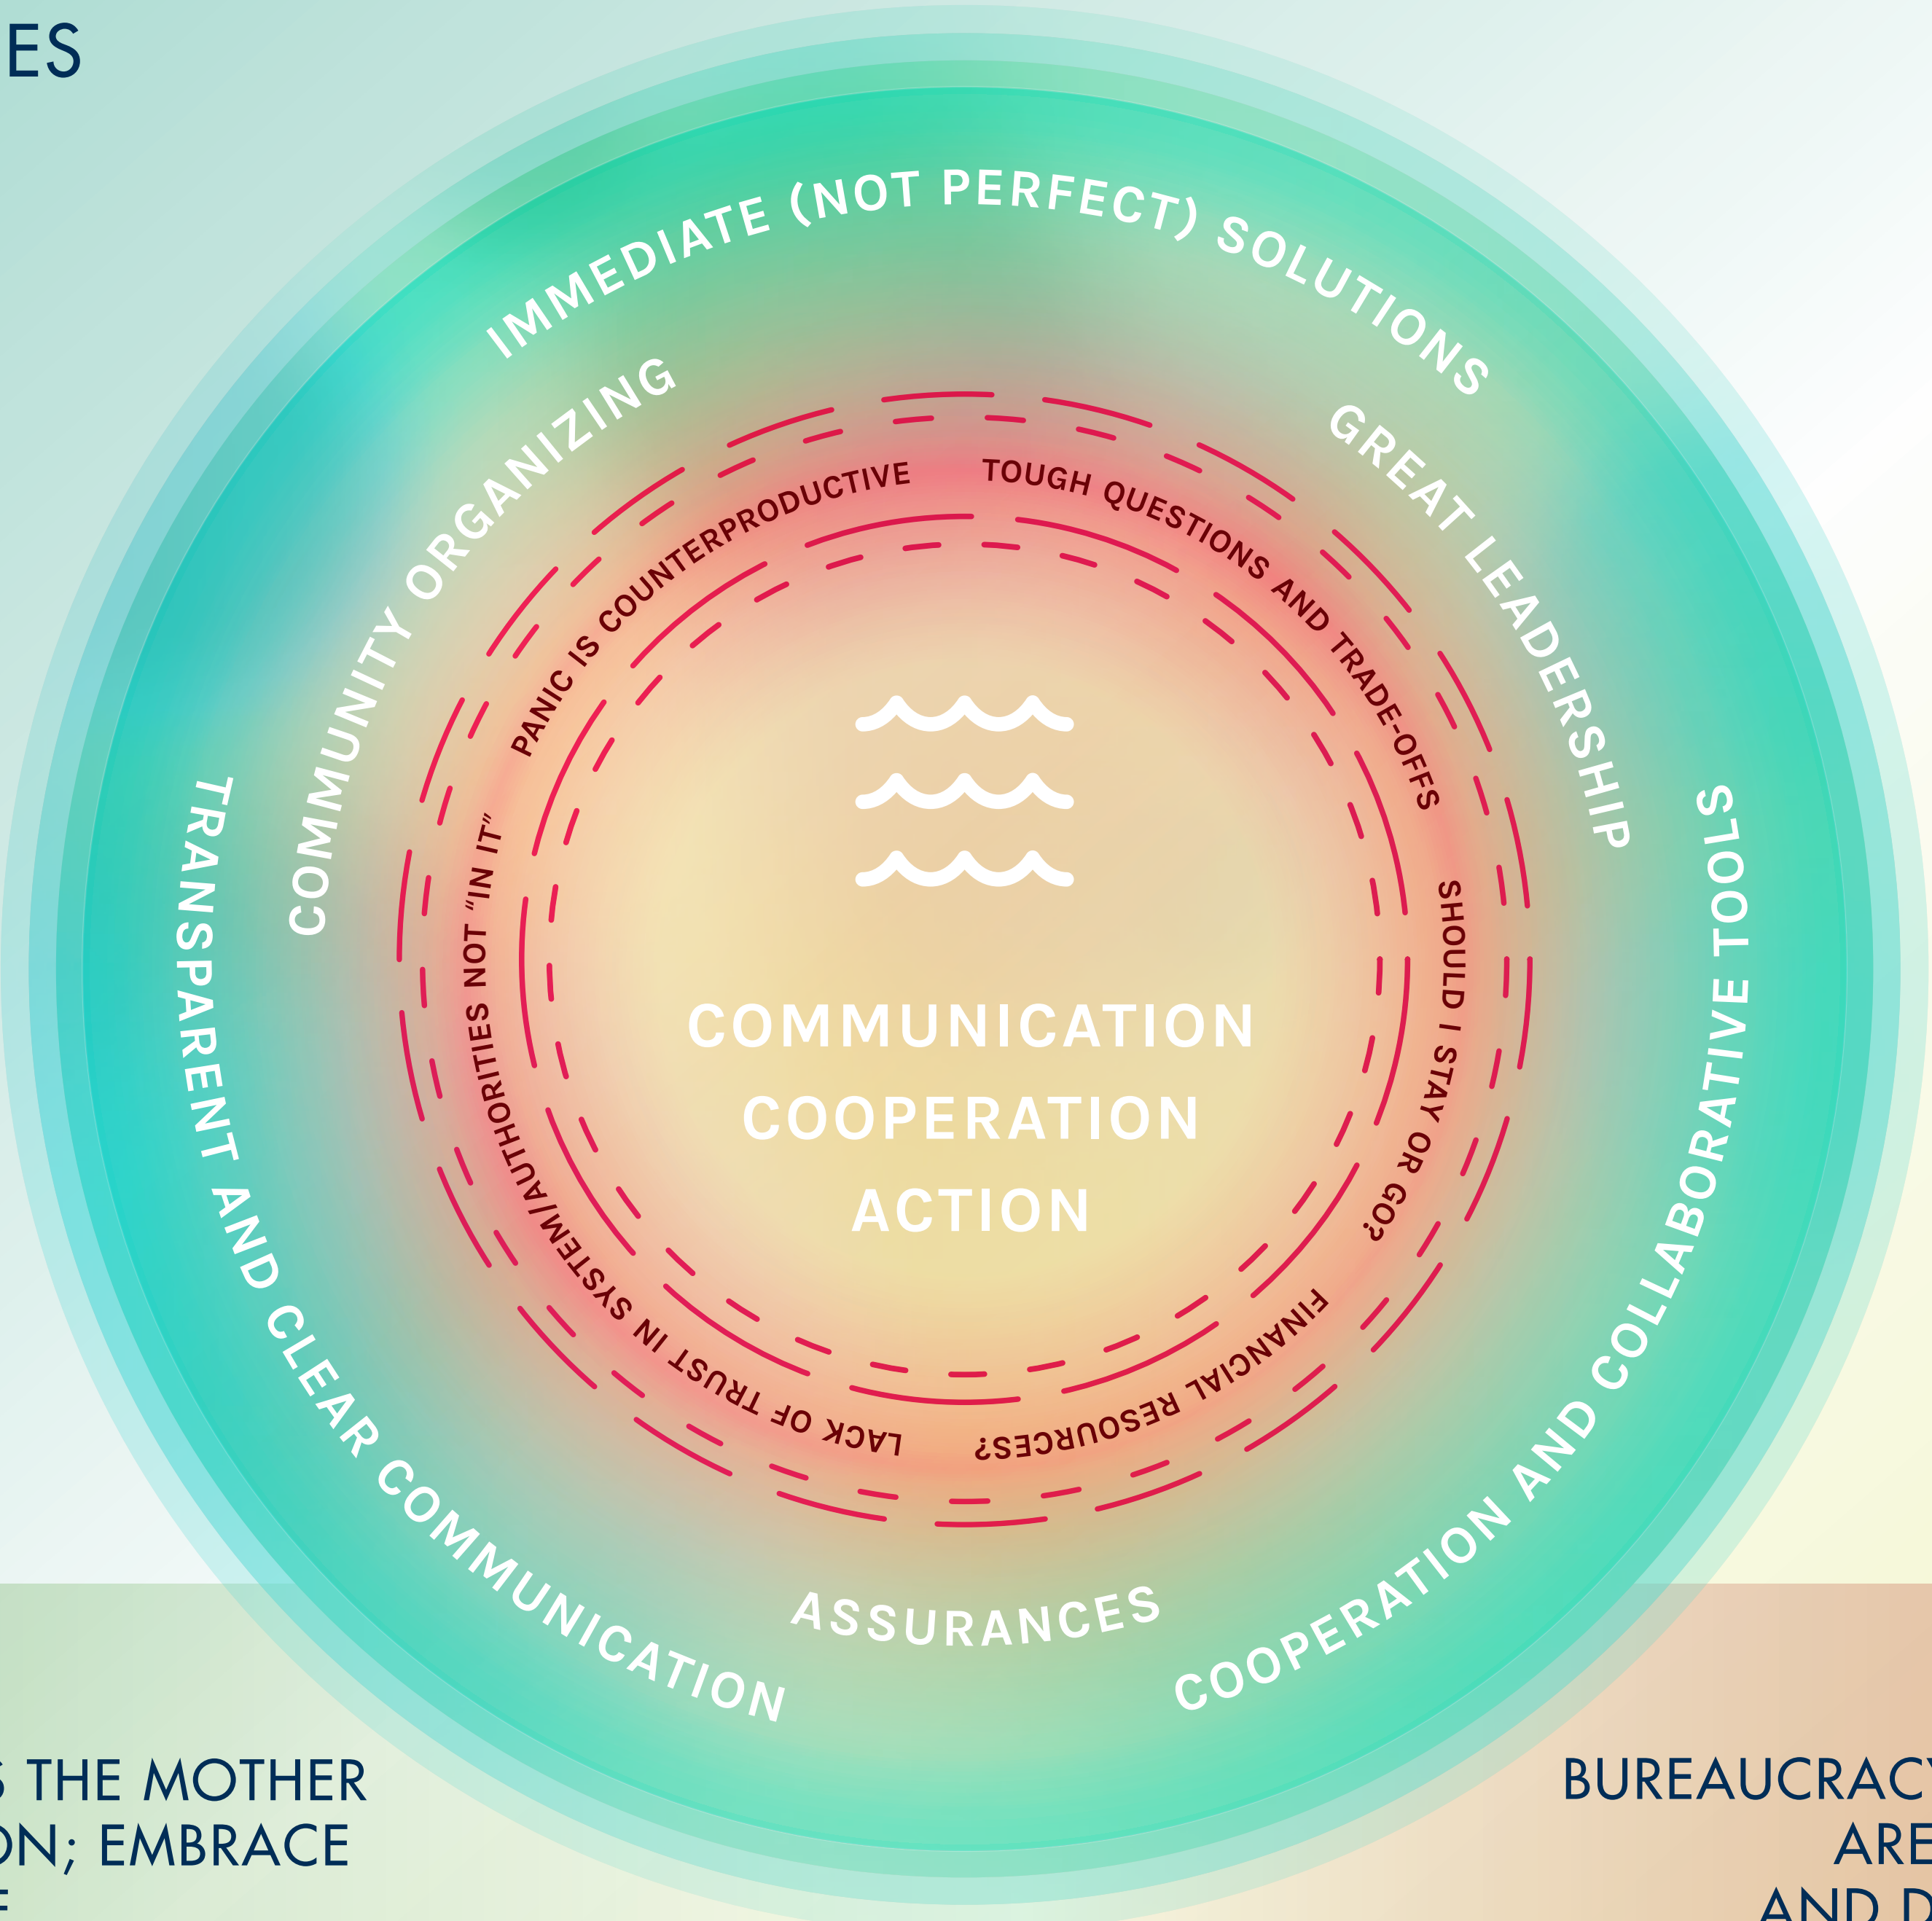 ES
IMMEDIATE (NOT PERFECT) SOLUTIONS
COMMUNITY ORGANIZING
GREAT LEADERSHIP
TRANSPARENT AND CLEAR COMMUNICATION
COOPERATION AND COLLABORATIVE TOOLS
ASSURANCES
PANIC IS COUNTERPRODUCTIVE
TOUGH QUESTIONS AND TRADE-OFFS
SHOULD I STAY OR GO?
FINANCIAL RESOURCES?
LACK OF TRUST IN SYSTEM/AUTHORITIES NOT “IN IT”
COMMUNICATION
COOPERATION
ACTION
THE MOTHER
ON; EMBRACE
BUREAUCRACY
ARE
AND D